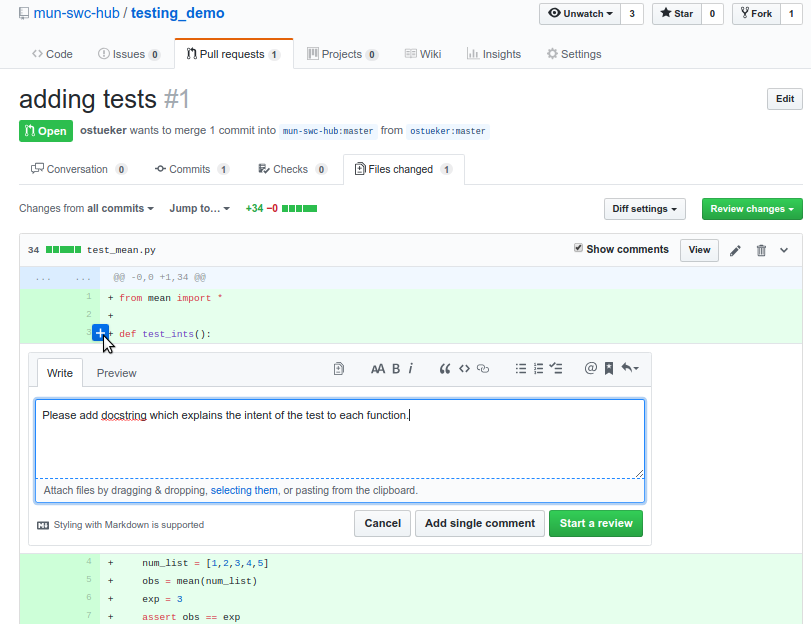 mun-swc-hub / testing_demo
Unwatch 3 Star 0 Fork 1
Code Issues 0 Pull requests 1 Projects 0 Wiki Insights Settings
adding tests #1
Edit
Open ostueker wants to merge 1 commit into mun-swc-hub:master from ostueker:master
Conversation 0 Commits 1 Checks 0 Files changed 1
Changes from all commits Jump to... +34 −0
Diff settings Review changes
34 test_mean.py Show comments View
... ... @@ -0,0 +1,34 @@
1 + from mean import *
2 +
3 + def test_ints():
Write Preview AA B i “ <> @
Please add docstring which explains the intent of the test to each function.
Attach files by dragging & dropping, selecting them, or pasting from the clipboard.
Styling with Markdown is supported
Cancel Add single comment Start a review
4 + num_list = [1,2,3,4,5]
5 + obs = mean(num_list)
6 + exp = 3
7 + assert obs == exp